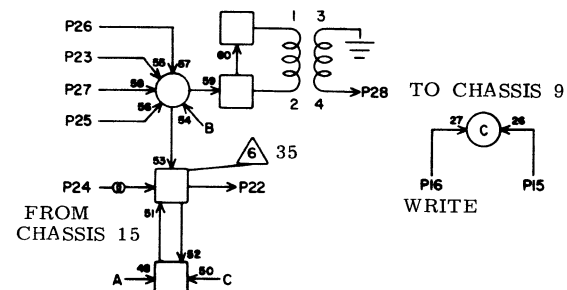 P26
1 3
P23
55
57
60
P27
58
59
P25
56
54
B
2 4
P28
TO CHASSIS 9
27
C
26
53
6 35
P24
P22
P16
P15
FROM
CHASSIS 15
51
WRITE
52
A
48
50
C